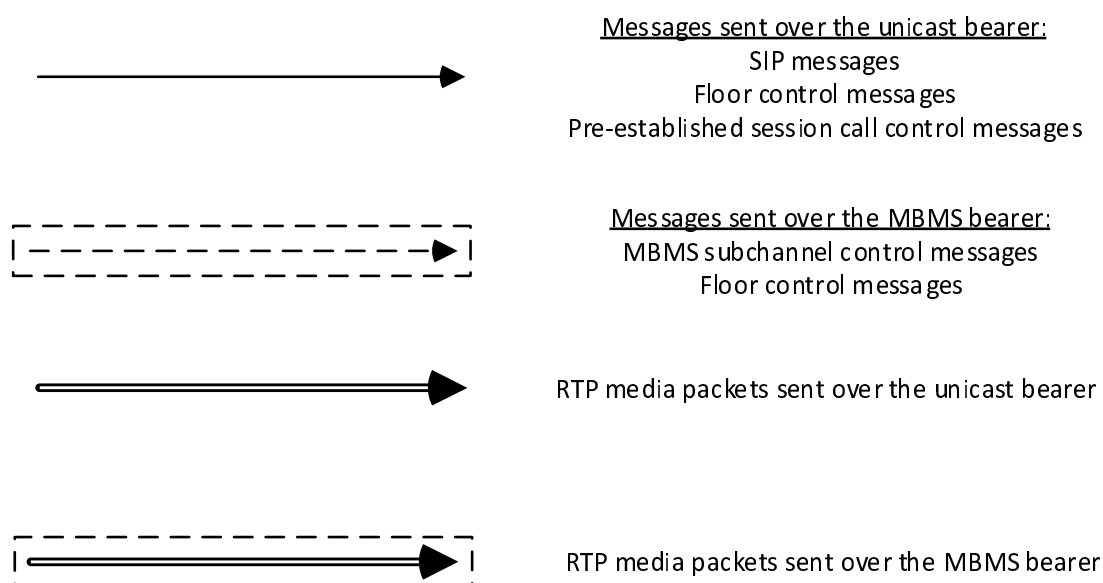 Messages sent over the unicast bearer:
SIP messages
Floor control messages
Pre-established session call control messages
Messages sent over the MBMS bearer:
MBMS subchannel control messages
Floor control messages
RTP media packets sent over the unicast bearer
RTP media packets sent over the MBMS bearer